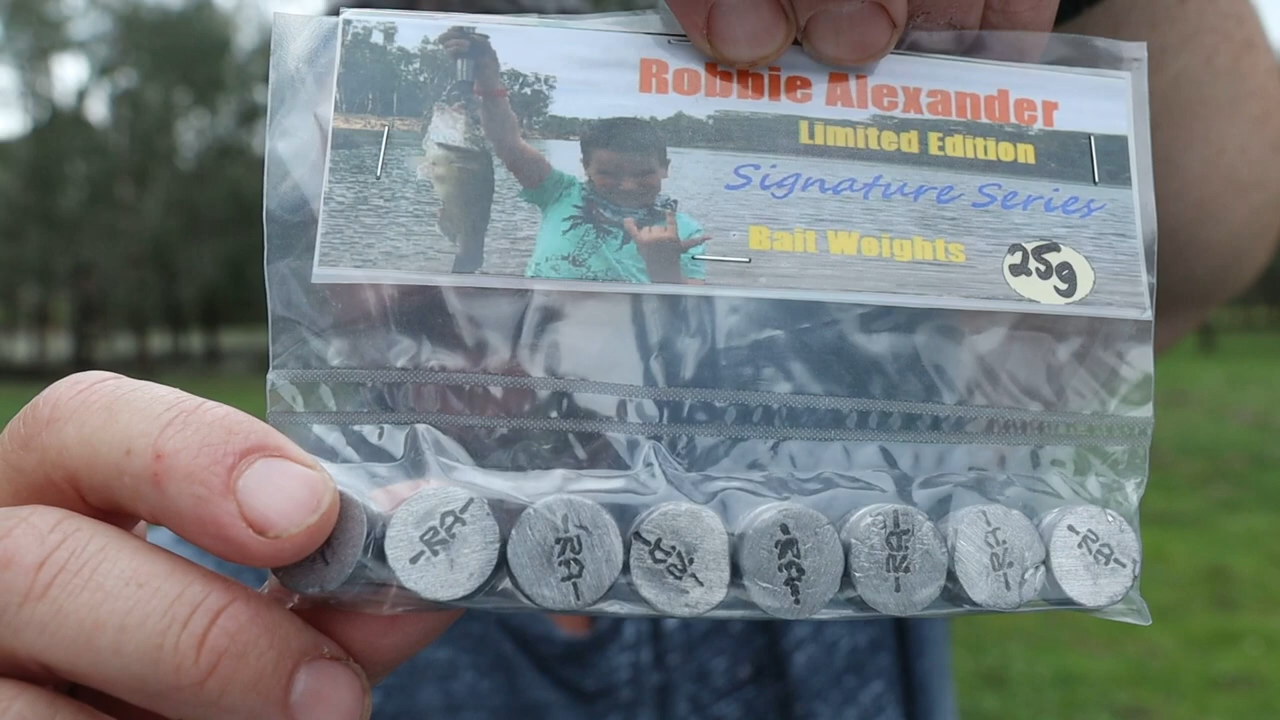 Robbie Alexander
Limited Edition
Signature Series
Bait Weights
25g
-RA-
-RA-
-RA-
-RA-
-RA-
-RA-
-RA-